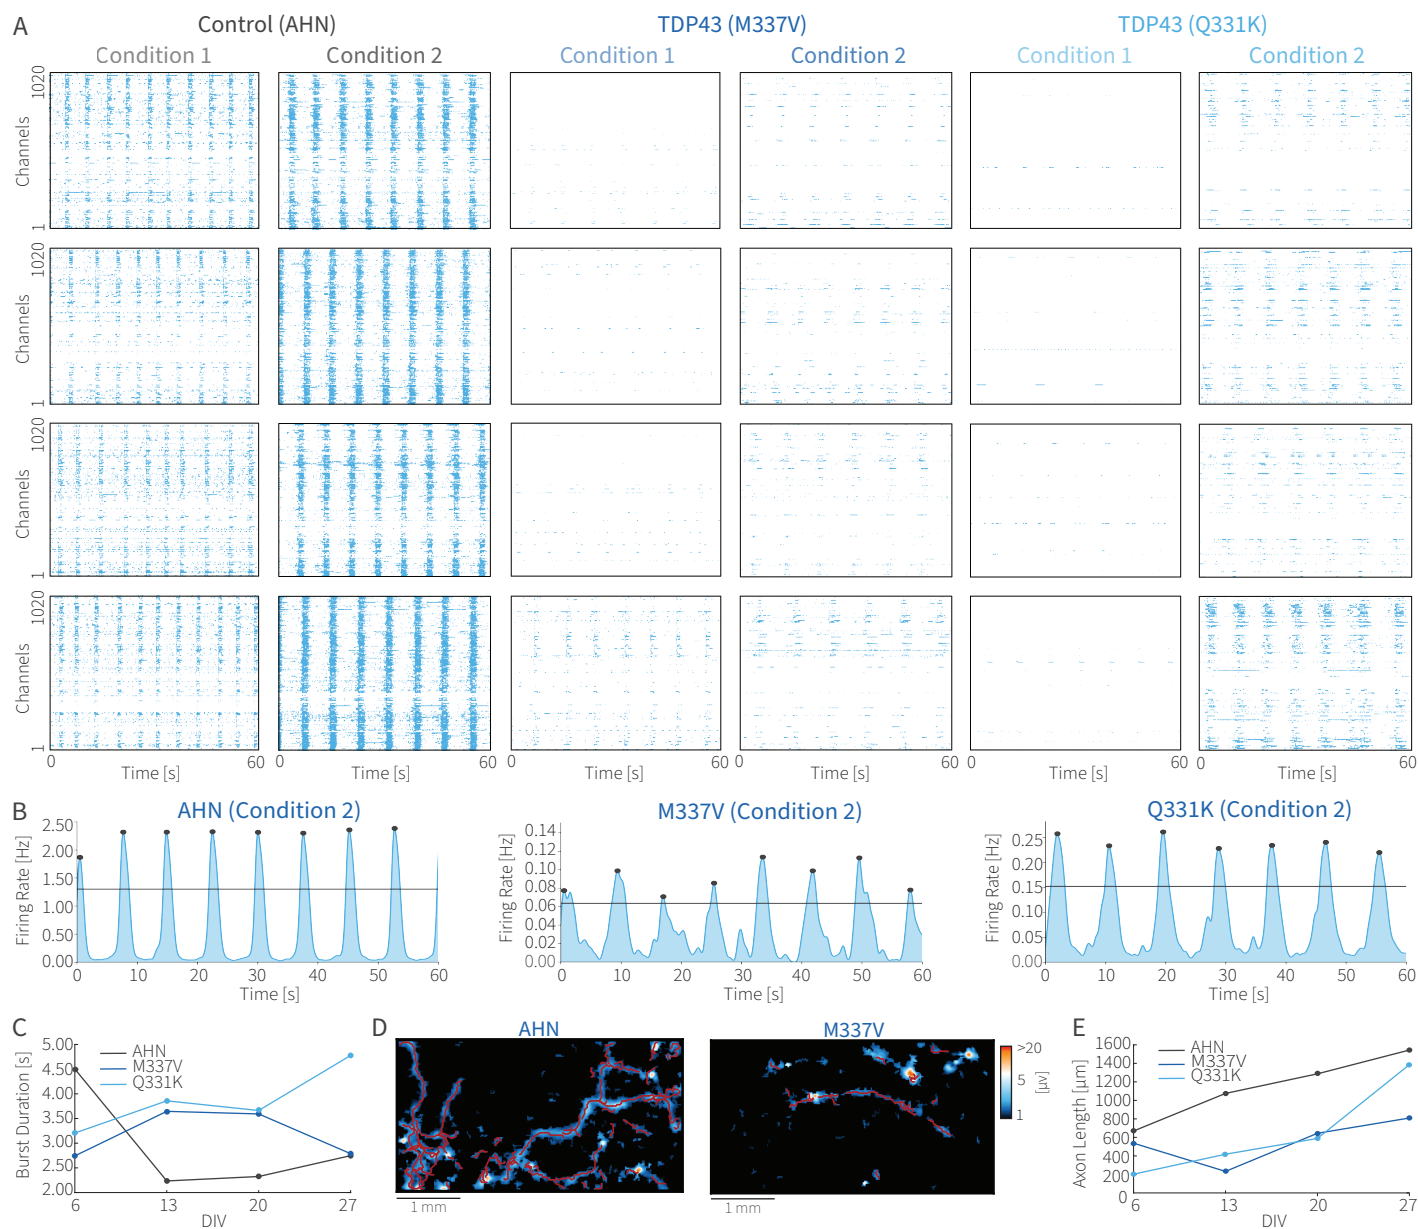 A
Control (AHN)
TDP43 (M337V)
TDP43 (Q331K)
Condition 1
Condition 2
Condition 1
Condition 2
Condition 1
Condition 2
1020
Channels
1
1020
Channels
1
1020
Channels
1
1020
Channels
1
0 Time [s] 60
0 Time [s] 60
0 Time [s] 60
0 Time [s] 60
0 Time [s] 60
0 Time [s] 60
B
AHN (Condition 2)
Firing Rate [Hz]
2.50
2.00
1.50
1.00
0.50
0.00
0 10 20 30 40 50 60
Time [s]
M337V (Condition 2)
Firing Rate [Hz]
0.14
0.12
0.10
0.08
0.06
0.04
0.02
0.00
0 10 20 30 40 50 60
Time [s]
Q331K (Condition 2)
Firing Rate [Hz]
0.25
0.20
0.15
0.10
0.05
0.00
0 10 20 30 40 50 60
Time [s]
C
Burst Duration [s]
5.00
4.50
4.00
3.50
3.00
2.50
2.00
AHN
M337V
Q331K
6 13 20 27
DIV
D
AHN
1 mm
M337V
1 mm
>20
5
1
[µv]
E
Axon Length [µm]
1600
1400
1200
1000
800
600
400
200
0
AHN
M337V
Q331K
6 13 20 27
DIV